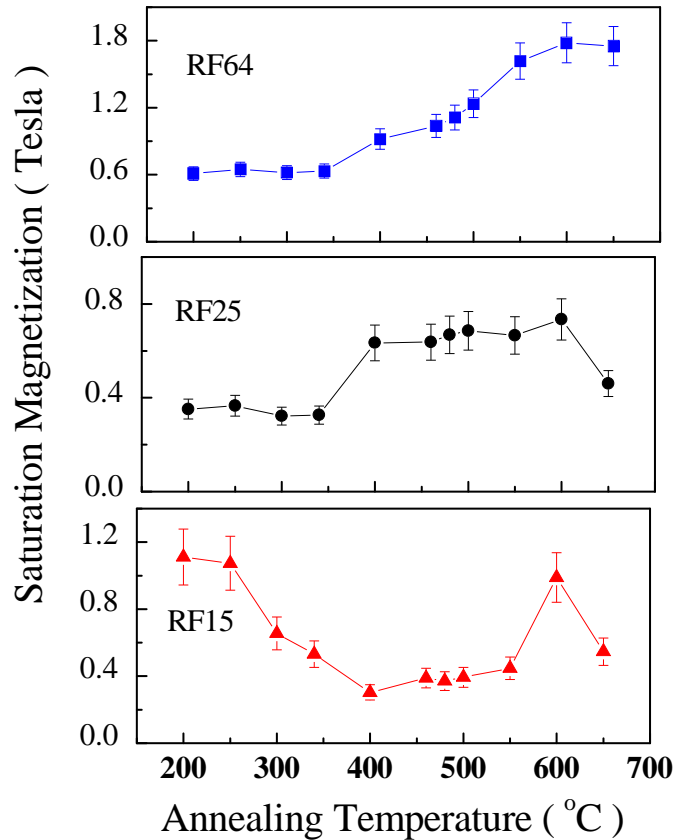 Saturation Magnetization ( Tesla )
1.8
1.2
0.6
0.0
RF64
0.8
0.4
0.0
RF25
1.2
0.8
0.4
0.0
RF15
200 300 400 500 600 700
Annealing Temperature ( °C )